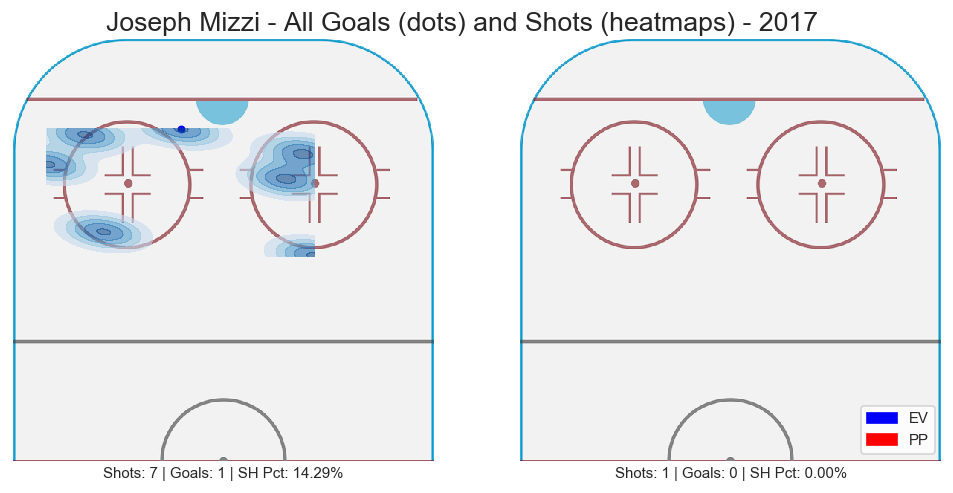 Joseph Mizzi - All Goals (dots) and Shots (heatmaps) - 2017
EV
PP
Shots: 7 | Goals: 1 | SH Pct: 14.29%
Shots: 1 | Goals: 0 | SH Pct: 0.00%